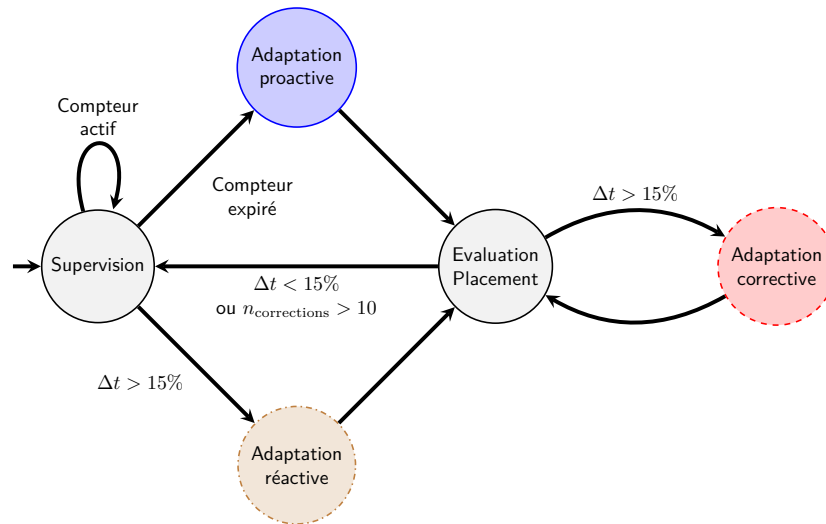 Adaptation
proactive
Compteur
actif
Compteur
expiré
Δt > 15%
Supervision
Evaluation
Placement
Adaptation
corrective
Δt < 15%
ou n_corrections > 10
Δt > 15%
Adaptation
réactive